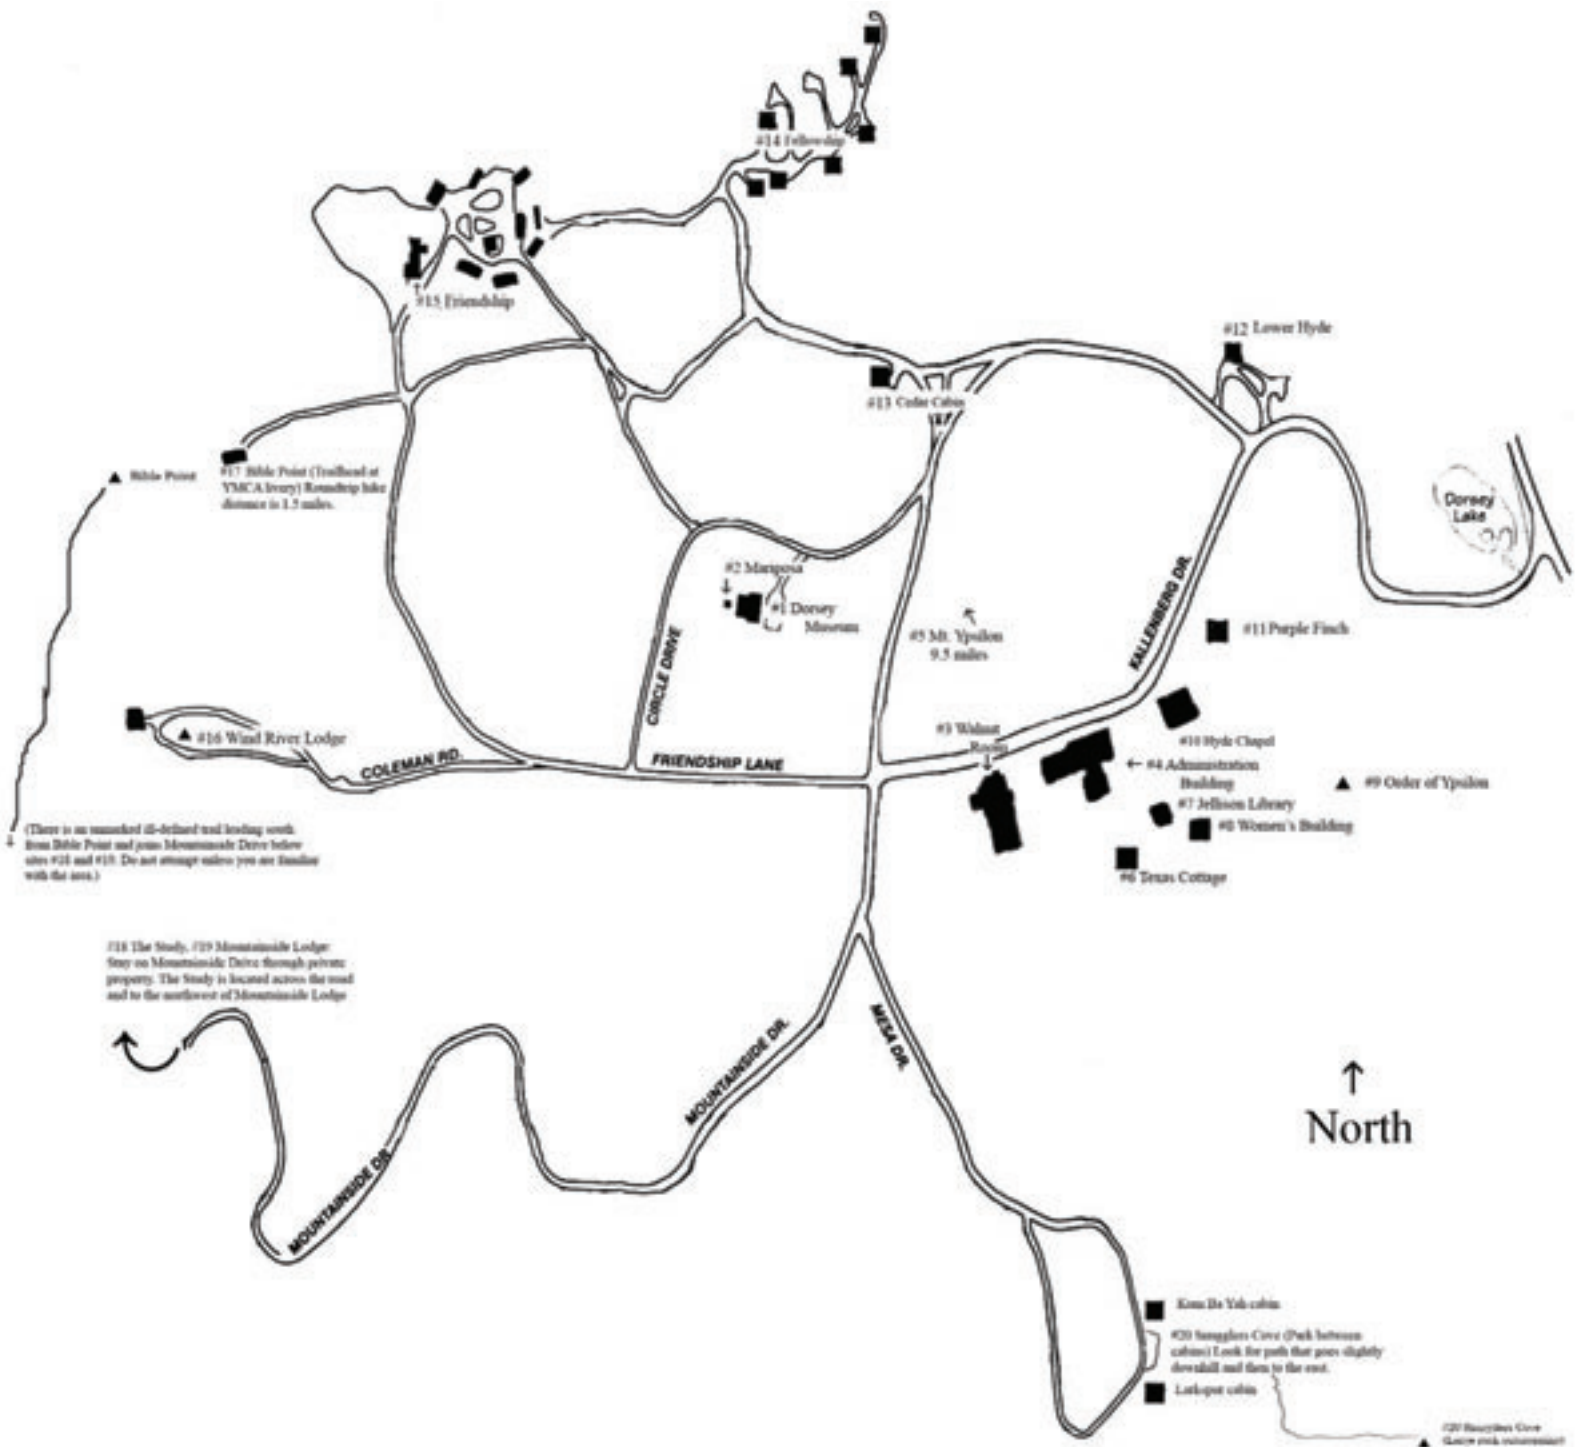 #14 Fellowship
#15 Friendship
#12 Lower Hyde
#13 Cedar Cabin
Bible Point
#17 Bible Point (Trailhead at
YMCA livery) Roundtrip hike
distance is 1.5 miles.
Dorsey
Lake
#2 Mariposa
#1 Dorsey
Museum
#5 Mt. Ypsilon
9.5 miles
KALLENBERG DR.
#11 Purple Finch
CIRCLE DRIVE
#3 Walnut
Room
#10 Hyde Chapel
#16 Wind River Lodge
COLEMAN RD.
FRIENDSHIP LANE
#4 Administration
Building
#9 Order of Ypsilon
#7 Jellison Library
#8 Women's Building
#6 Texas Cottage
(There is an unmarked ill-defined trail leading south
from Bible Point and joins Mountainside Drive below
sites #18 and #19. Do not attempt unless you are familiar
with the area.)
#18 The Study, #19 Mountainside Lodge:
Stay on Mountainside Drive through private
property. The Study is located across the road
and to the northwest of Mountainside Lodge
MOUNTAINSIDE DR.
MESA DR.
MOUNTAINSIDE DR.
North
Kum Ba Yah cabin
#20 Smugglers Cove (Park between
cabins) Look for path that goes slightly
downhill and then to the east.
Larkspur cabin
#20 Smugglers Cove